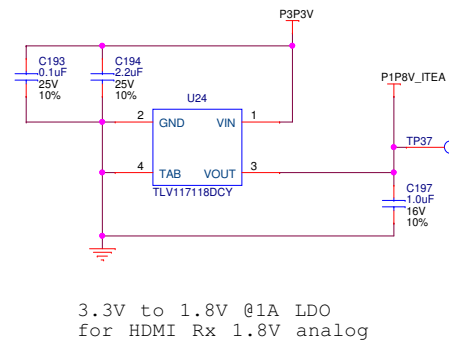 P3P3V
C193
0.1uF
25V
10%
C194
2.2uF
25V
10%
P1P8V_ITEA
U24
2 GND VIN 1
4 TAB VOUT 3
TLV117118DCY
TP37
C197
1.0uF
16V
10%
3.3V to 1.8V @1A LDO
for HDMI Rx 1.8V analog